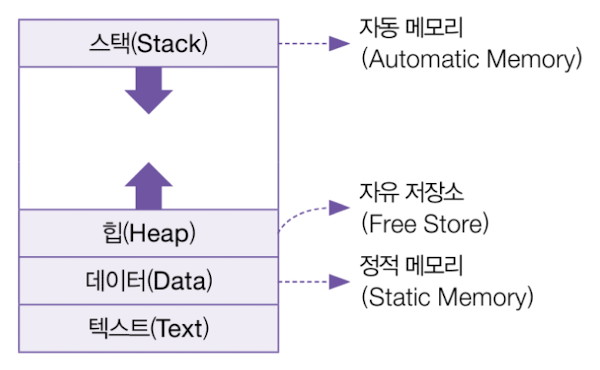 스택(Stack)
자동 메모리
(Automatic Memory)
자유 저장소
(Free Store)
힙(Heap)
데이터(Data)
정적 메모리
(Static Memory)
텍스트(Text)